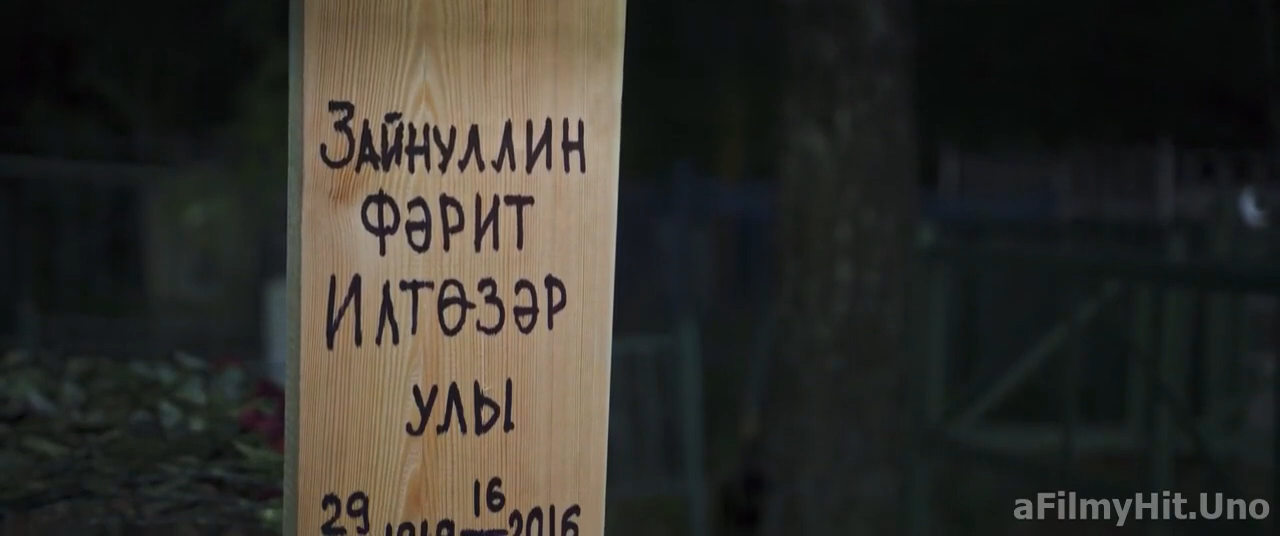 Зайнуллин
Фәрит
Илтөзәр
улы
29 16 2016
aFilmyHit.Uno